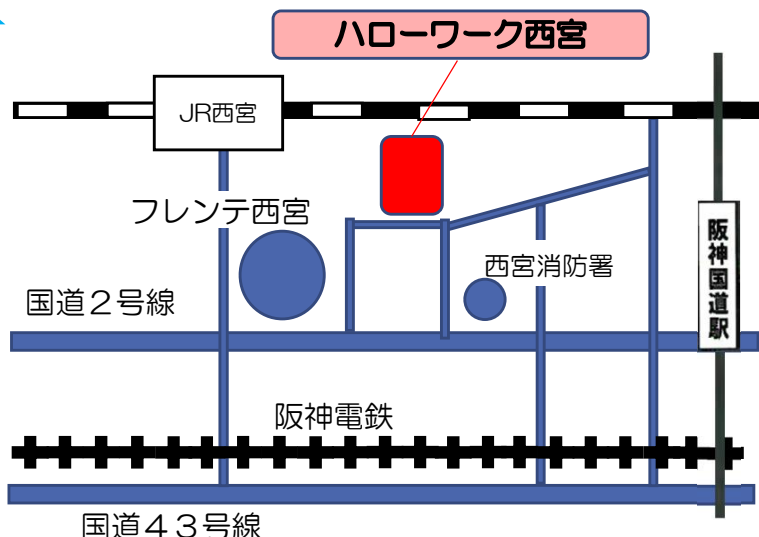 ハローワーク西宮
JR西宮
フレンテ西宮
阪神国道駅
西宮消防署
国道２号線
阪神電鉄
国道４３号線